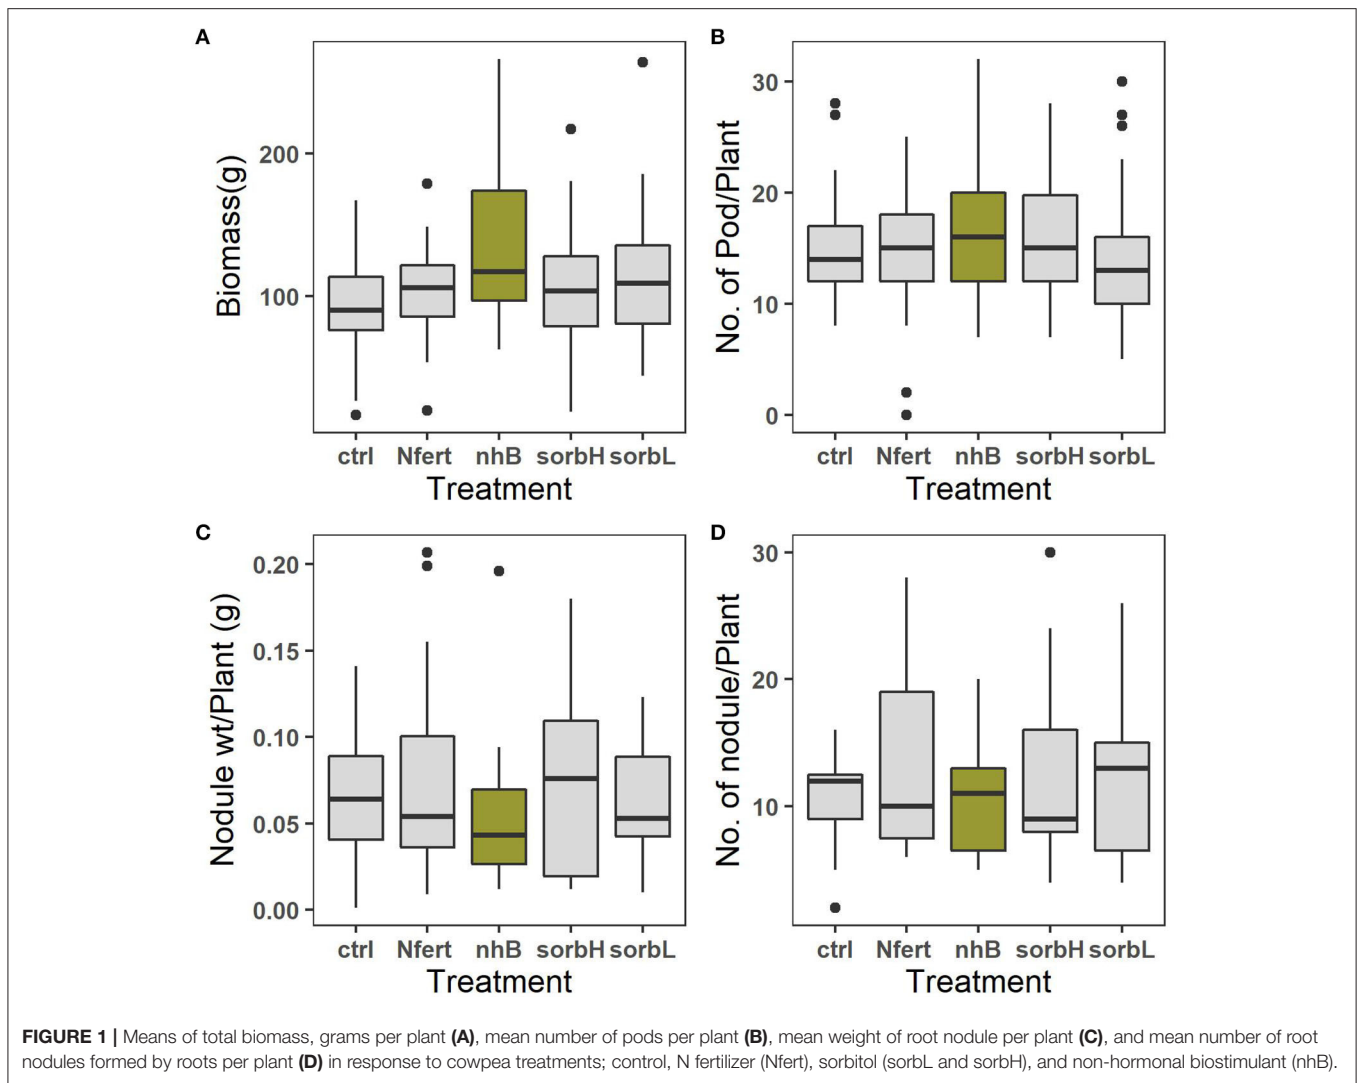 A
Biomass(g)
200
100
ctrl Nfert nhB sorbH sorbL
Treatment
B
No. of Pod/Plant
30
20
10
0
ctrl Nfert nhB sorbH sorbL
Treatment
C
Nodule wt/Plant (g)
0.20
0.15
0.10
0.05
0.00
ctrl Nfert nhB sorbH sorbL
Treatment
D
No. of nodule/Plant
30
20
10
ctrl Nfert nhB sorbH sorbL
Treatment
FIGURE 1 | Means of total biomass, grams per plant (A), mean number of pods per plant (B), mean weight of root nodule per plant (C), and mean number of root
nodules formed by roots per plant (D) in response to cowpea treatments; control, N fertilizer (Nfert), sorbitol (sorbL and sorbH), and non-hormonal biostimulant (nhB).